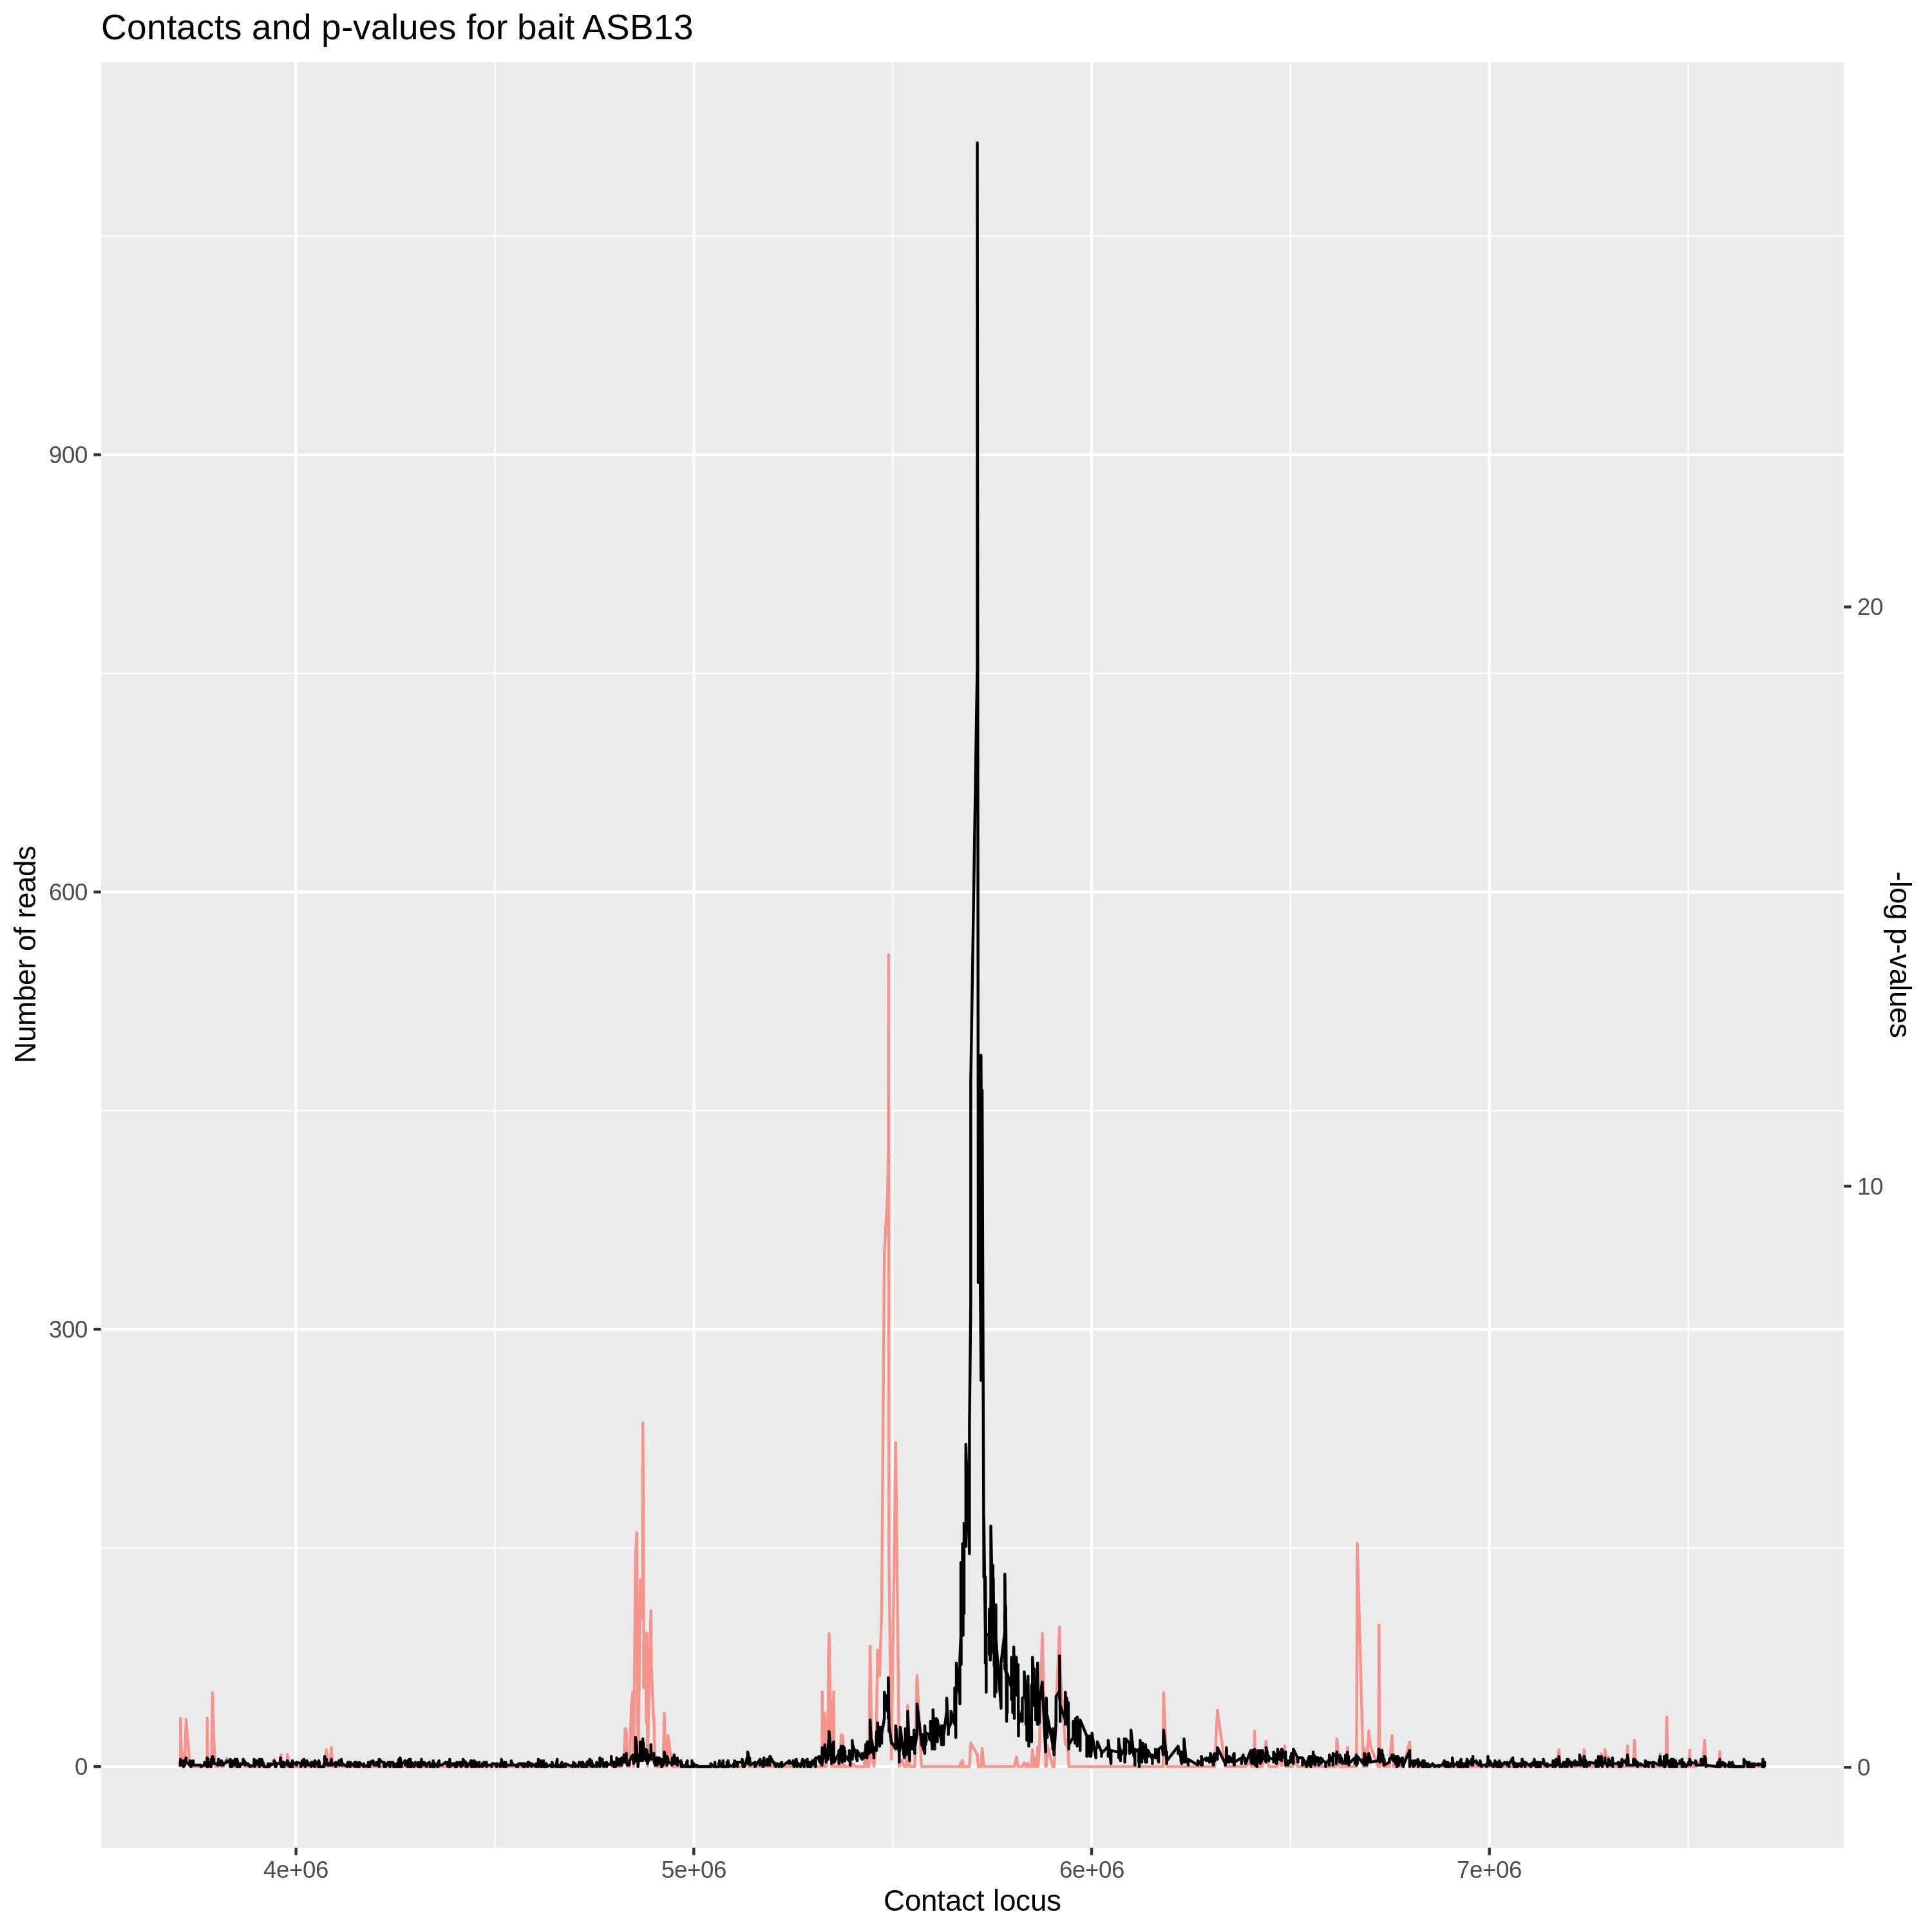 Contacts and p-values for bait ASB13
900
600
300
0
Number of reads
20
10
0
-log p-values
4e+06
5e+06
6e+06
7e+06
Contact locus